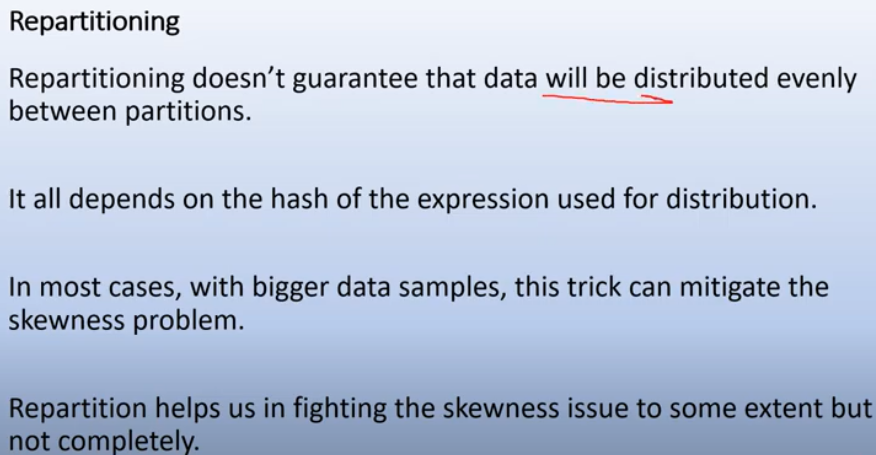 Repartitioning
Repartitioning doesn’t guarantee that data will be distributed evenly
between partitions.
It all depends on the hash of the expression used for distribution.
In most cases, with bigger data samples, this trick can mitigate the
skewness problem.
Repartition helps us in fighting the skewness issue to some extent but
not completely.